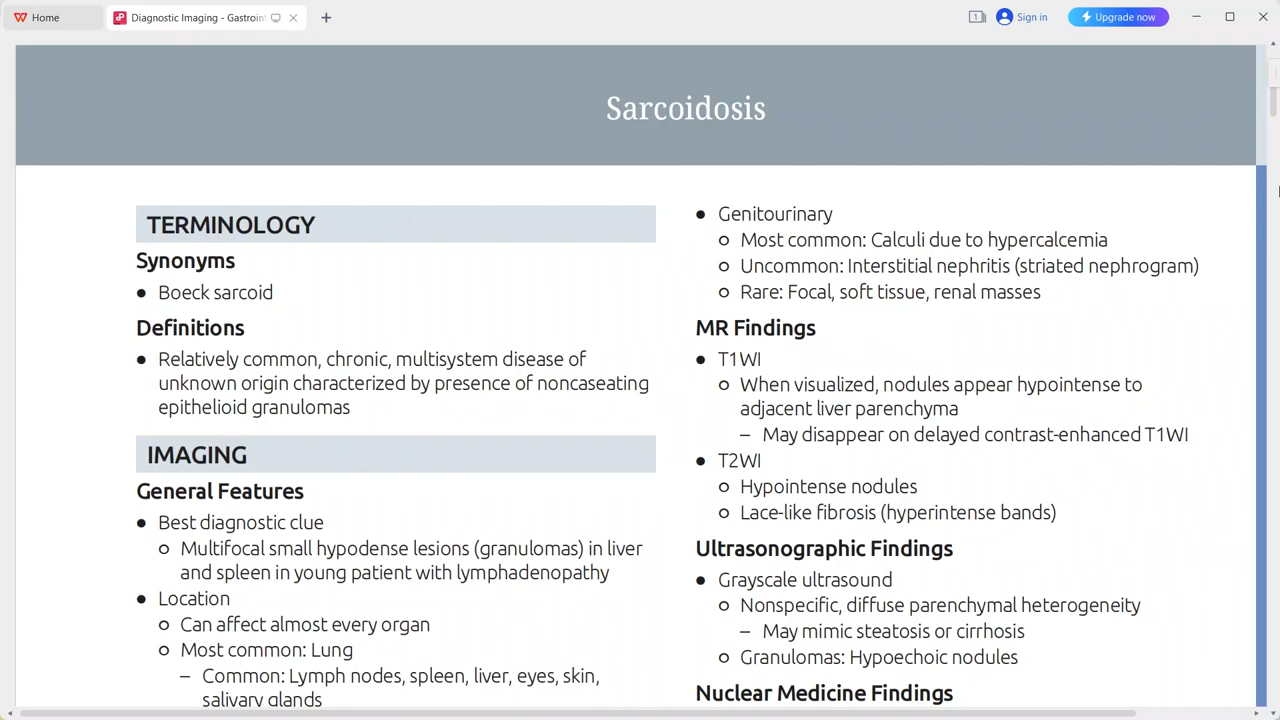 Home
Diagnostic Imaging - Gastroint
1
Sign in
Upgrade now
Sarcoidosis
TERMINOLOGY
Synonyms
● Boeck sarcoid
Definitions
● Relatively common, chronic, multisystem disease of
unknown origin characterized by presence of noncaseating
epithelioid granulomas
IMAGING
General Features
● Best diagnostic clue
○ Multifocal small hypodense lesions (granulomas) in liver
and spleen in young patient with lymphadenopathy
● Location
○ Can affect almost every organ
○ Most common: Lung
– Common: Lymph nodes, spleen, liver, eyes, skin,
salivary glands
● Genitourinary
○ Most common: Calculi due to hypercalcemia
○ Uncommon: Interstitial nephritis (striated nephrogram)
○ Rare: Focal, soft tissue, renal masses
MR Findings
● T1WI
○ When visualized, nodules appear hypointense to
adjacent liver parenchyma
– May disappear on delayed contrast-enhanced T1WI
● T2WI
○ Hypointense nodules
○ Lace-like fibrosis (hyperintense bands)
Ultrasonographic Findings
● Grayscale ultrasound
○ Nonspecific, diffuse parenchymal heterogeneity
– May mimic steatosis or cirrhosis
○ Granulomas: Hypoechoic nodules
Nuclear Medicine Findings